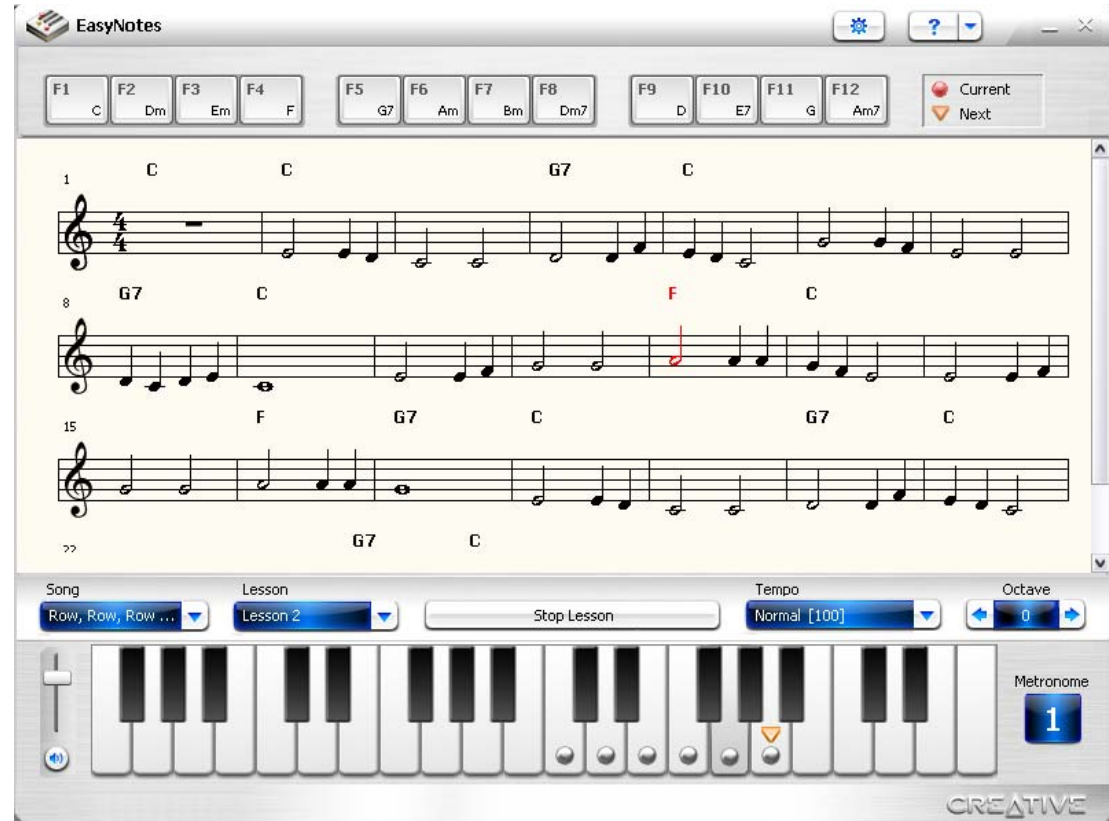 EasyNotes
?
F1 F2 F3 F4 F5 F6 F7 F8 F9 F10 F11 F12 Current
C Dm Em F G7 Am Bm Dm7 D E7 G Am7 Next
1 C C G7 C
4
4
8 G7 C F C
15 F G7 C G7 C
22 G7 C
Song Lesson Tempo Octave
Row, Row, Row ... Lesson 2 Stop Lesson Normal [100] 0
Metronome
1
CREATIVE